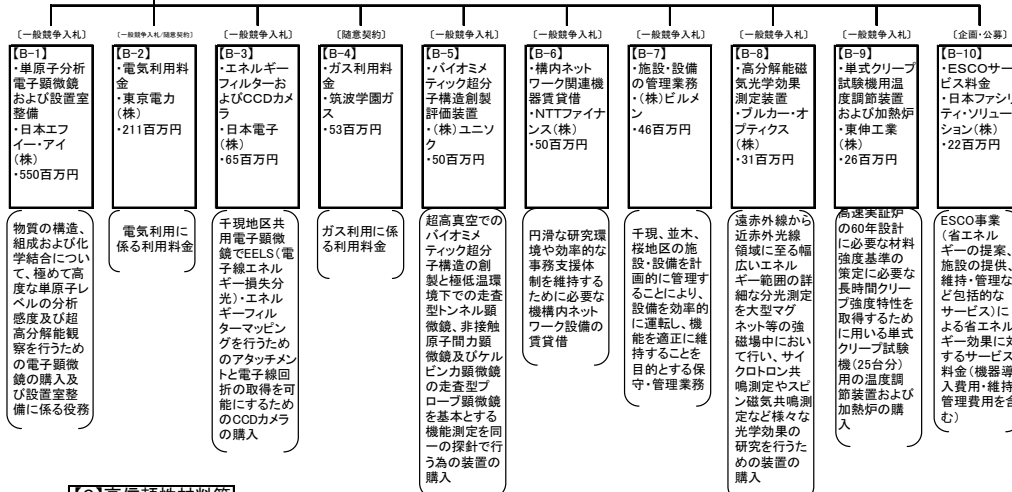 〔一般競争入札〕
【B-1】
・単原子分析
電子顕微鏡
および設置室
整備
・日本エフ
イー・アイ
(株)
・550百万円
物質の構造、
組成および化
学結合につい
て、極めて高
度な単原子レ
ベルの分析
感度及び超
高分解能観
察を行うため
の電子顕微
鏡の購入及
び設置室整
備に係る役務
〔一般競争入札/随意契約〕
【B-2】
・電気利用料
金
・東京電力
(株)
・211百万円
電気利用に
係る利用料金
〔一般競争入札〕
【B-3】
・エネルギー
フィルターお
よびCCDカメ
ラ
・日本電子
(株)
・65百万円
千現地区共
用電子顕微
鏡でEELS(電
子線エネル
ギー損失分
光)・エネル
ギーフィル
ターマッピン
グを行うため
のアタッチメン
トと電子線回
折の取得を可
能にするため
のCCDカメラ
の購入
〔随意契約〕
【B-4】
・ガス利用料
金
・筑波学園ガ
ス
・53百万円
ガス利用に係
る利用料金
〔一般競争入札〕
【B-5】
・バイオミメ
ティック超分
子構造創製
評価装置
・(株)ユニソ
ク
・50百万円
超高真空での
バイオミメ
ティック超分
子構造の創
製と極低温環
境下での走査
型トンネル顕
微鏡、非接触
原子間力顕
微鏡及びケル
ビンカ顕微鏡
の走査型プ
ローブ顕微鏡
を基本とする
機能測定を同
一の探針で行
う為の装置の
購入
〔一般競争入札〕
【B-6】
・構内ネット
ワーク関連機
器賃貸借
・NTTファイナ
ンス(株)
・50百万円
円滑な研究環
境や効率的な
事務支援体
制を維持する
ために必要な
機構内ネット
ワーク設備の
賃貸借
〔一般競争入札〕
【B-7】
・施設・設備
の管理業務
・(株)ビルメ
ン
・46百万円
千現、並木、
桜地区の施
設・設備を計
画的に管理す
ることにより、
設備を効率的
に運転し、機
能を適正に維
持することを
目的とする保
守・管理業務
〔一般競争入札〕
【B-8】
・高分解能磁
気光学効果
測定装置
・ブルカー・オ
プティクス
(株)
・31百万円
遠赤外線から
近赤外光線
領域に至る幅
広いエネル
ギー範囲の詳
細な分光測定
を大型マグ
ネット等の強
磁場中におい
て行い、サイ
クロトロン共
鳴測定やスピ
ン磁気共鳴測
定など様々な
光学効果の
研究を行うた
めの装置の
購入
〔一般競争入札〕
【B-9】
・単式クリープ
試験機用温
度調節装置
および加熱炉
・東伸工業
(株)
・26百万円
高速実証炉
の60年設計
に必要な材料
強度基準の
策定に必要な
長時間クリー
プ強度特性を
取得するため
に用いる単式
クリープ試験
機(25台分)
用の温度調
節装置および
加熱炉の購
入
〔企画・公募〕
【B-10】
・ESCOサー
ビス料金
・日本ファシリ
ティ・ソリュー
ション(株)
・22百万円
ESCO事業
(省エネル
ギーの提案、
施設の提供、
維持・管理な
ど包括的な
サービス)に
よる省エネル
ギー効果に対
するサービス
料金(機器導
入費用・維持
管理費用を含
む)